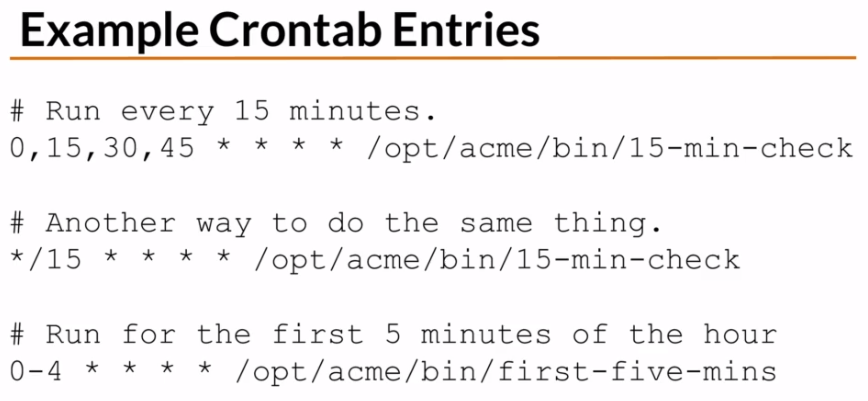 Example Crontab Entries
# Run every 15 minutes.
0,15,30,45 * * * * /opt/acme/bin/15-min-check
# Another way to do the same thing.
*/15 * * * * /opt/acme/bin/15-min-check
# Run for the first 5 minutes of the hour
0-4 * * * * /opt/acme/bin/first-five-mins